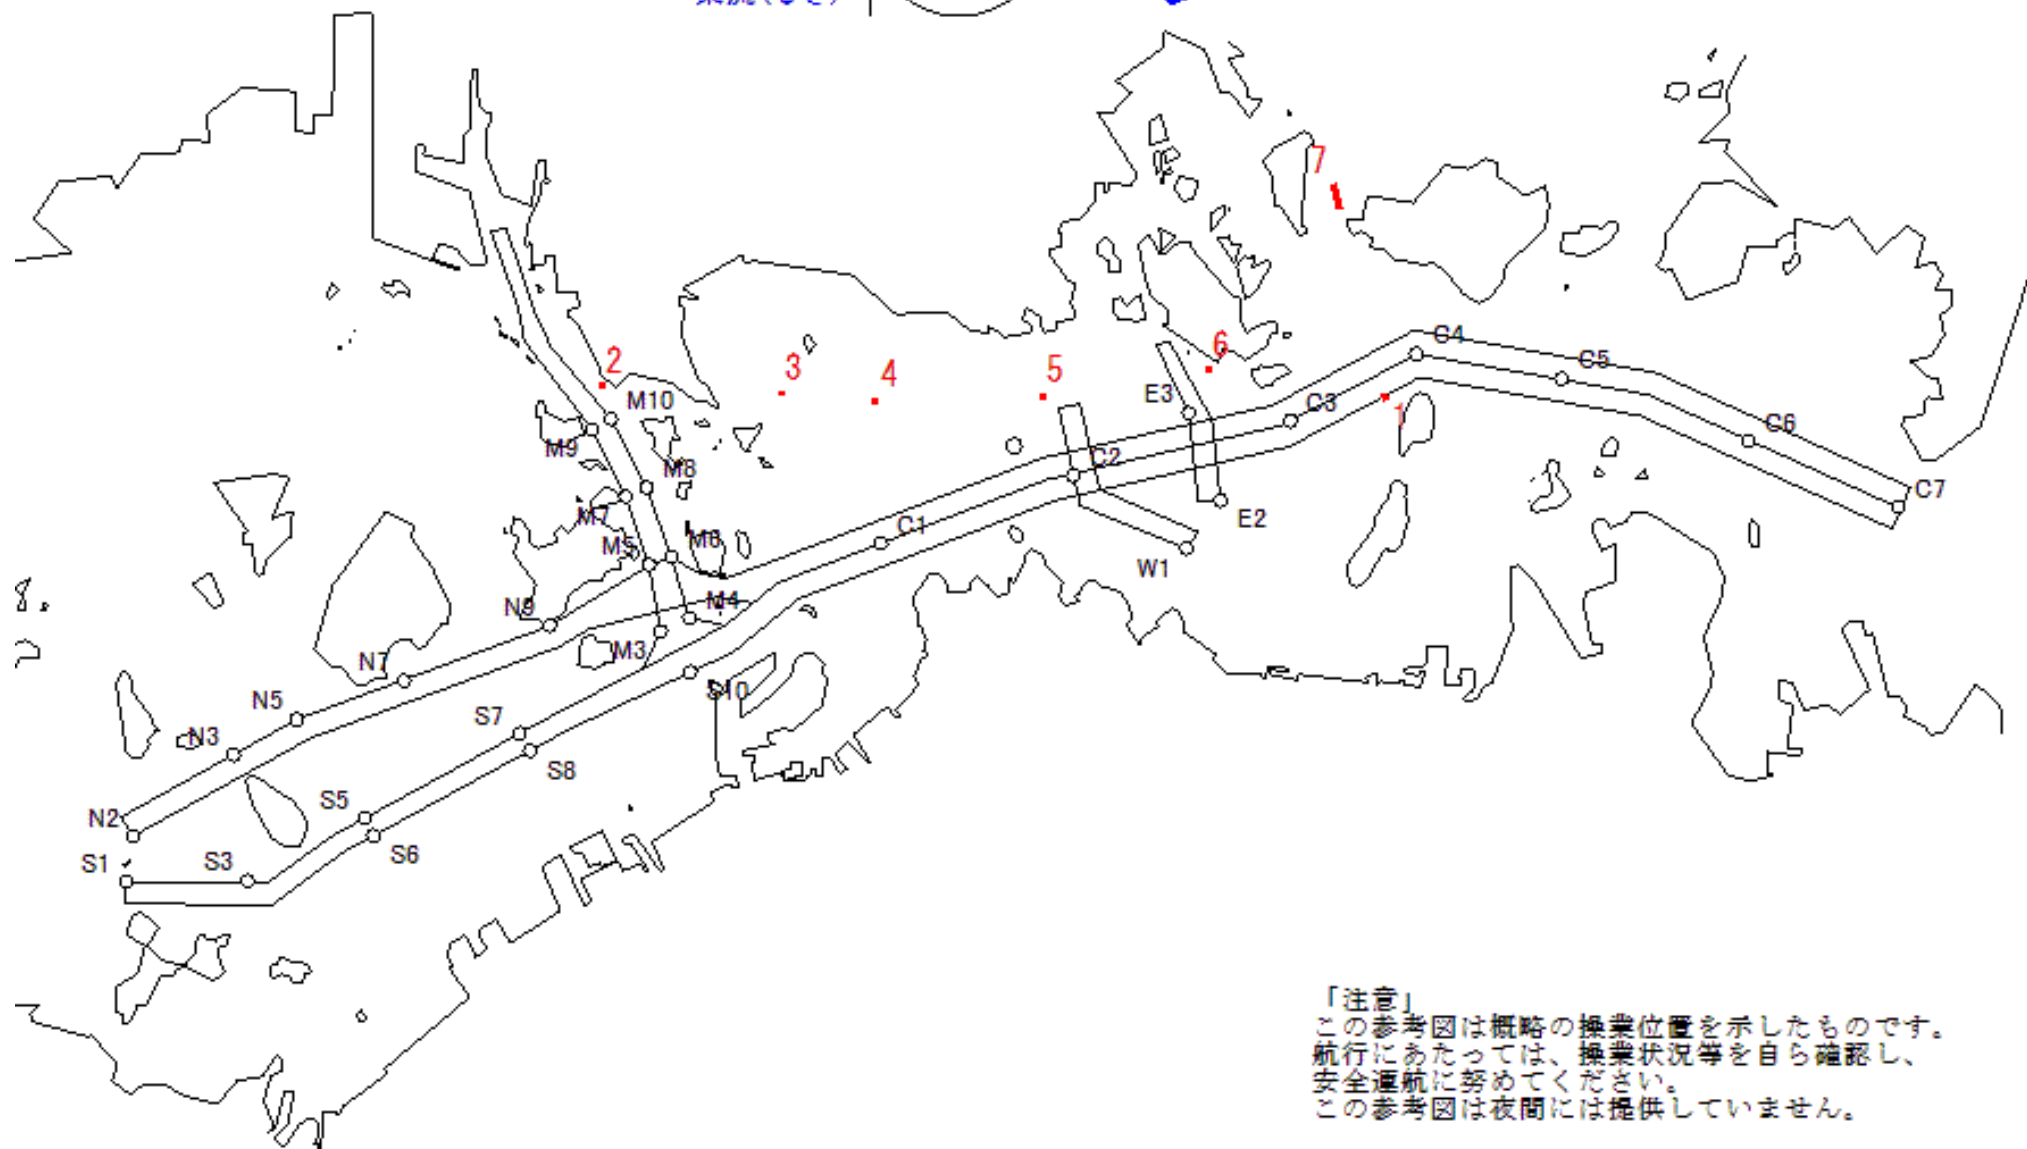 7
6
C4
C5
2
3
4
5
M10
E3
C3
1
C6
M9
M8
C2
C7
M7
C1
E2
M5
M6
W1
N9
M4
M3
N7
N5
S10
N3
S7
S8
N2
S5
S1
S3
S6
「注意」
この参考図は概略の操業位置を示したものです。
航行にあたっては、操業状況等を自ら確認し、
安全運航に努めてください。
この参考図は夜間には提供していません。